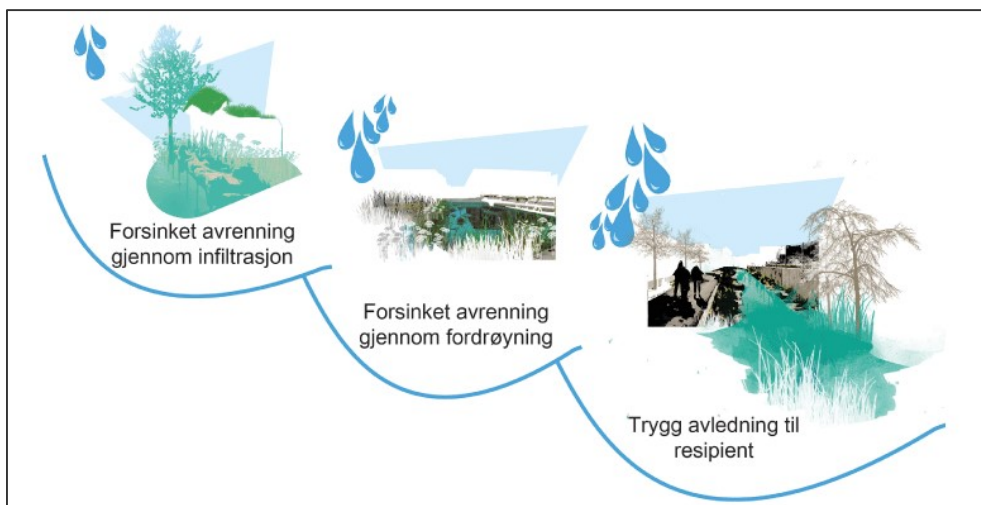 Forsinket avrenning
gjennom infiltrasjon
Forsinket avrenning
gjennom fordrøyning
Trygg avledning til
resipient